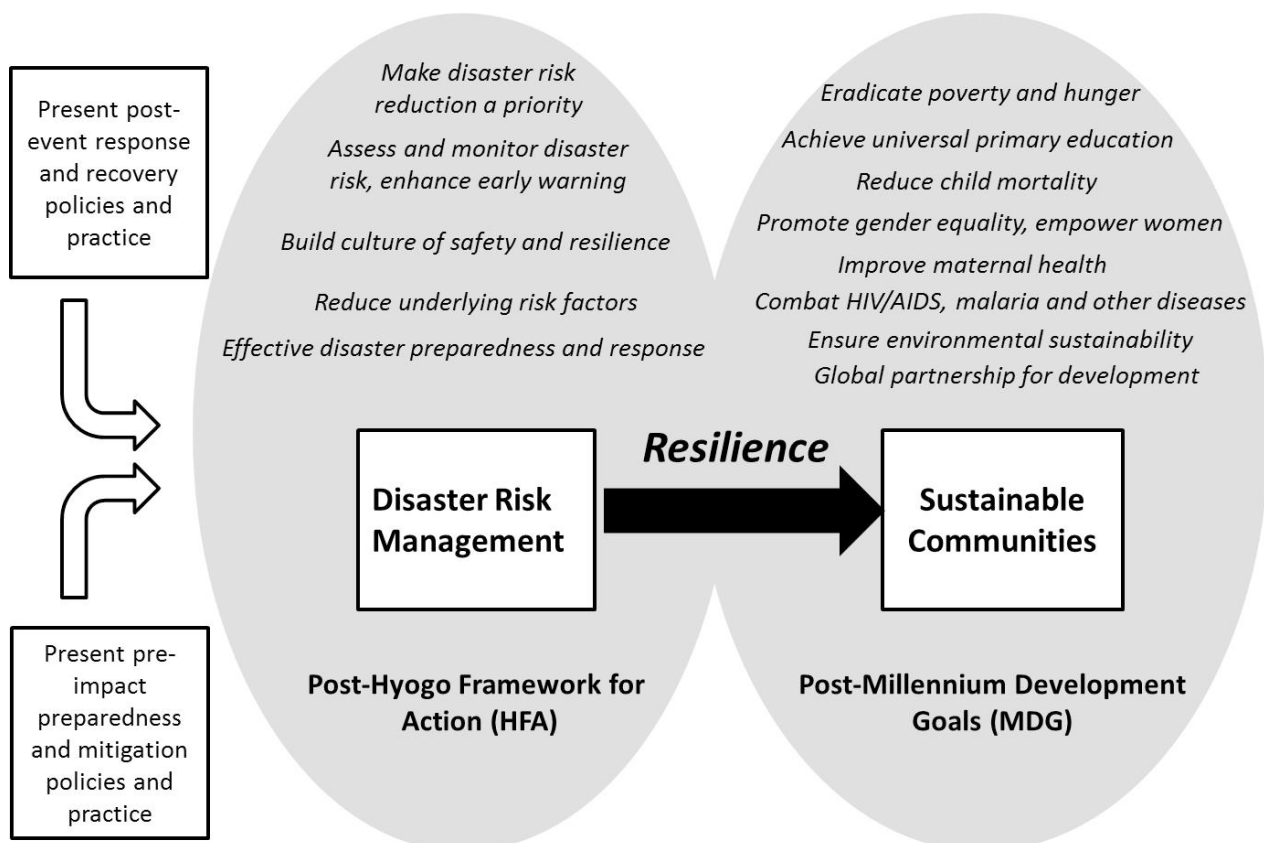 Present post-
event response
and recovery
policies and
practice
Present pre-
impact
preparedness
and mitigation
policies and
practice
Make disaster risk
reduction a priority
Assess and monitor disaster
risk, enhance early warning
Build culture of safety and resilience
Reduce underlying risk factors
Effective disaster preparedness and response
Disaster Risk
Management
Post-Hyogo Framework for
Action (HFA)
Resilience
Eradicate poverty and hunger
Achieve universal primary education
Reduce child mortality
Promote gender equality, empower women
Improve maternal health
Combat HIV/AIDS, malaria and other diseases
Ensure environmental sustainability
Global partnership for development
Sustainable
Communities
Post-Millennium Development
Goals (MDG)